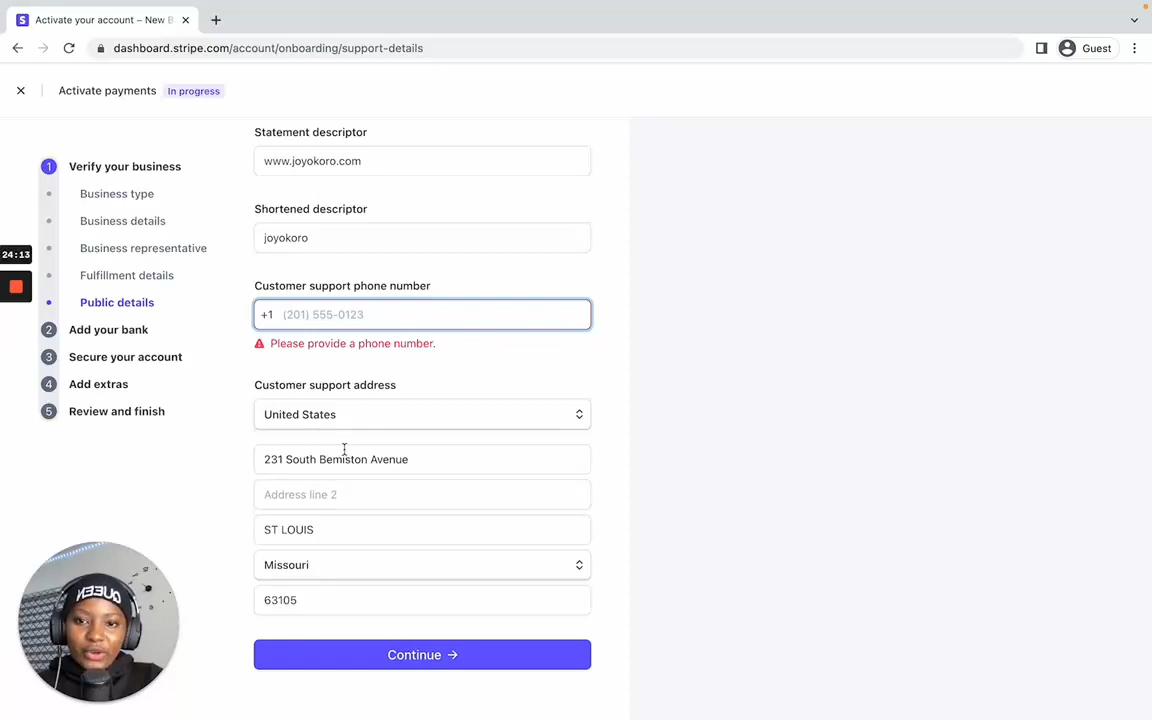 S Activate your account – New B
dashboard.stripe.com/account/onboarding/support-details
Guest
Activate payments In progress
1 Verify your business
Business type
Business details
Business representative
Fulfillment details
Public details
2 Add your bank
3 Secure your account
4 Add extras
5 Review and finish
24:13
Statement descriptor
www.joyokoro.com
Shortened descriptor
joyokoro
Customer support phone number
+1 (201) 555-0123
Please provide a phone number.
Customer support address
United States
231 South Bemiston Avenue
Address line 2
ST LOUIS
Missouri
63105
Continue →
QUEEN